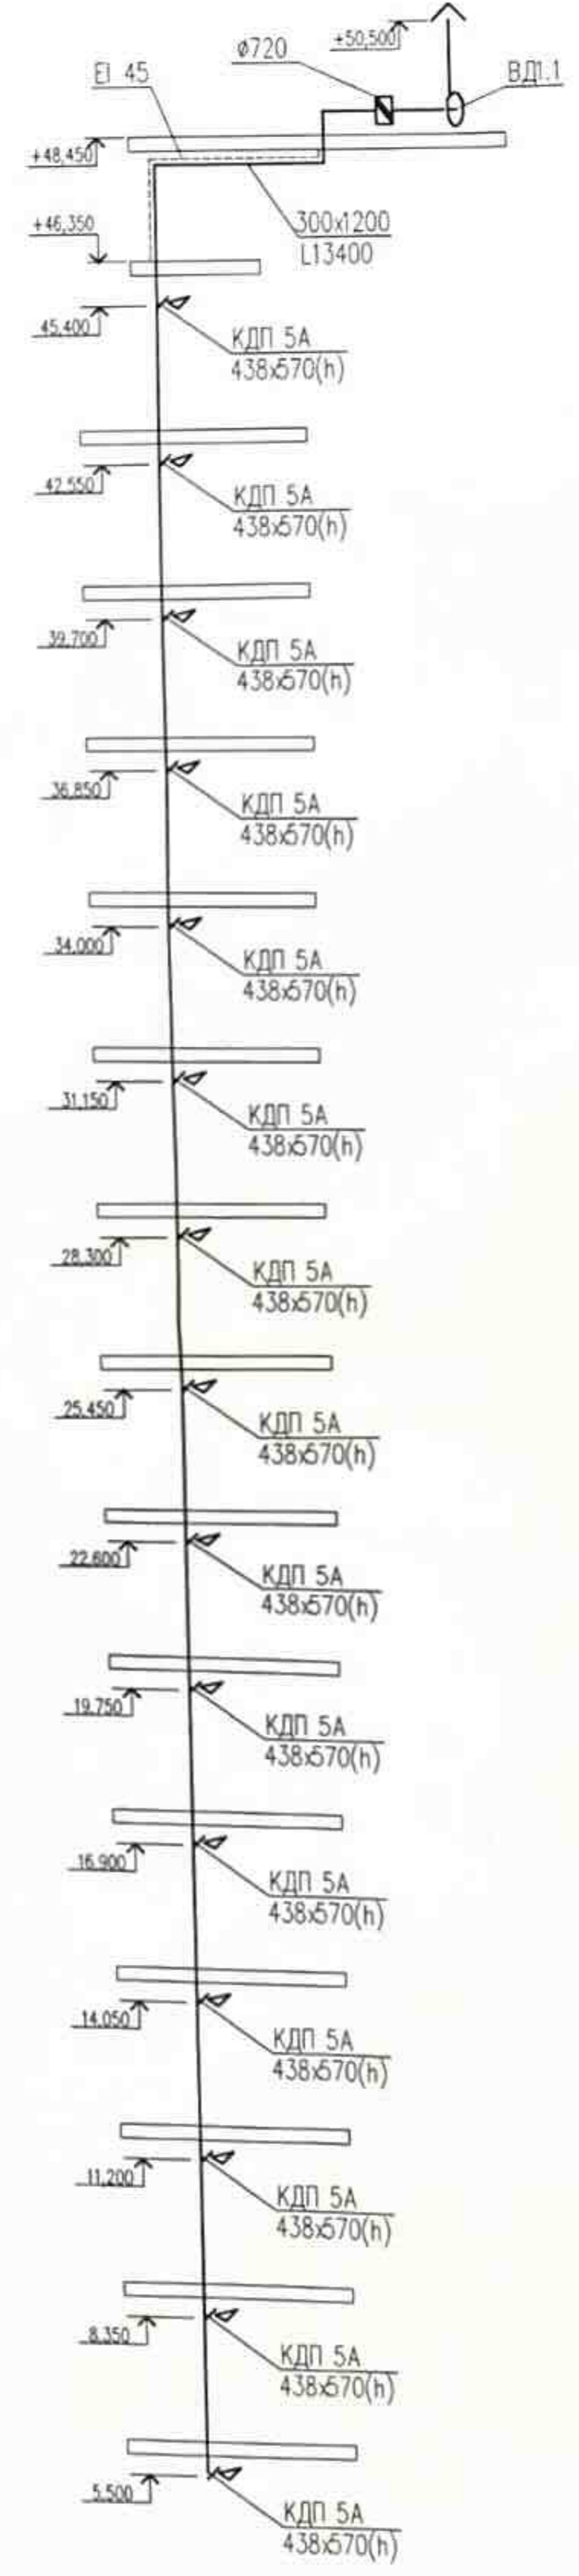 +50,500
ø720
ВД1.1
EI 45
+48,450
+46,350
300x1200
L13400
45,400
КДП 5А
438x570(h)
42,550
КДП 5А
438x570(h)
39,700
КДП 5А
438x570(h)
36,850
КДП 5А
438x570(h)
34,000
КДП 5А
438x570(h)
31,150
КДП 5А
438x570(h)
28,300
КДП 5А
438x570(h)
25,450
КДП 5А
438x570(h)
22,600
КДП 5А
438x570(h)
19,750
КДП 5А
438x570(h)
16,900
КДП 5А
438x570(h)
14,050
КДП 5А
438x570(h)
11,200
КДП 5А
438x570(h)
8,350
КДП 5А
438x570(h)
5,500
КДП 5А
438x570(h)